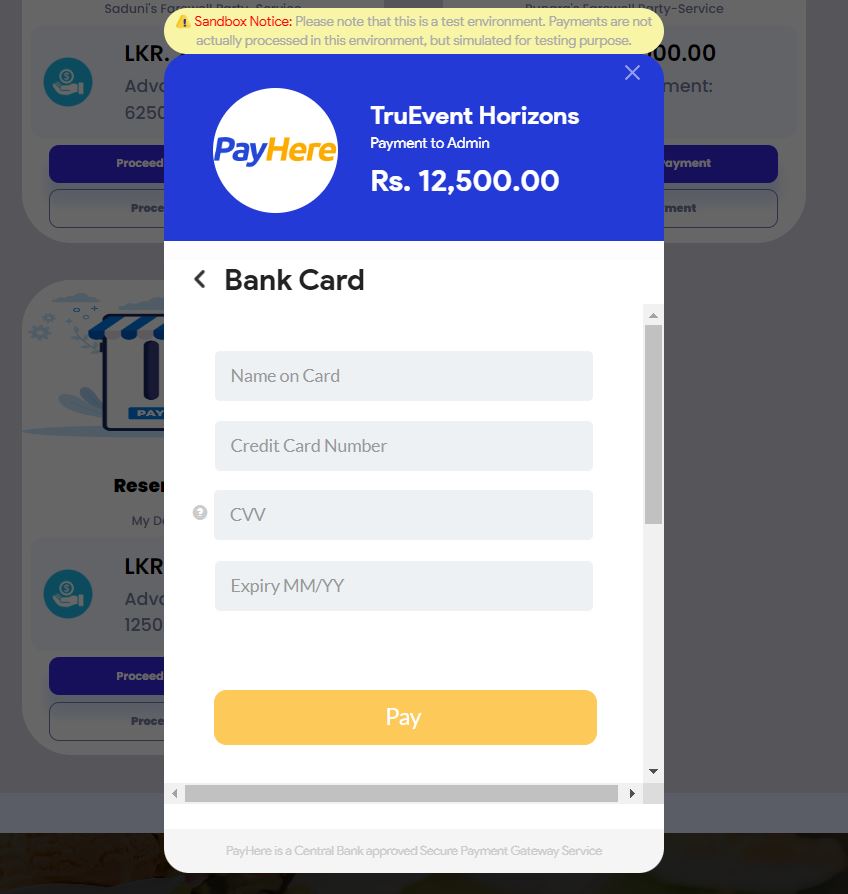 Saduni's Farewell Party-Service
Party-Service
⚠ Sandbox Notice: Please note that this is a test environment. Payments are not
actually processed in this environment, but simulated for testing purpose.
LKR.
00.00
Advo
ment:
6250
Proceed
ayment
Proce
ment
TruEvent Horizons
Payment to Admin
Rs. 12,500.00
PayHere
Bank Card
Name on Card
Credit Card Number
CVV
Expiry MM/YY
Pay
PAY
Reser
My De
LKR
Advo
1250
Proceed
Proce
PayHere is a Central Bank approved Secure Payment Gateway Service